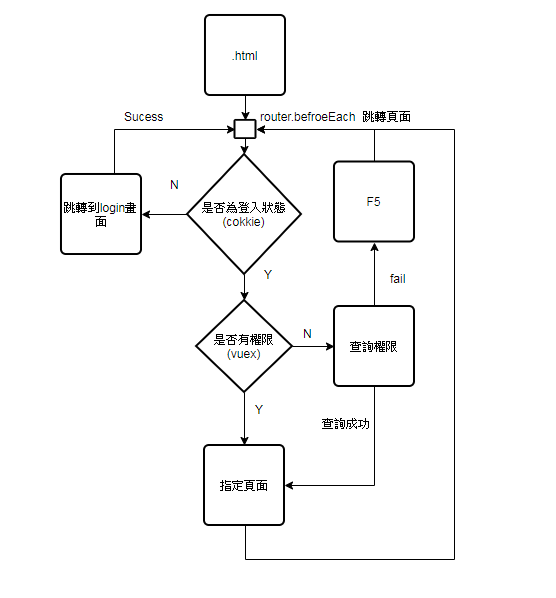 .html
Sucess
router.befroeEach 跳轉頁面
N
跳轉到login畫
面
是否為登入狀態
(cokkie)
F5
Y
fail
是否有權限
(vuex)
N
查詢權限
Y
查詢成功
指定頁面